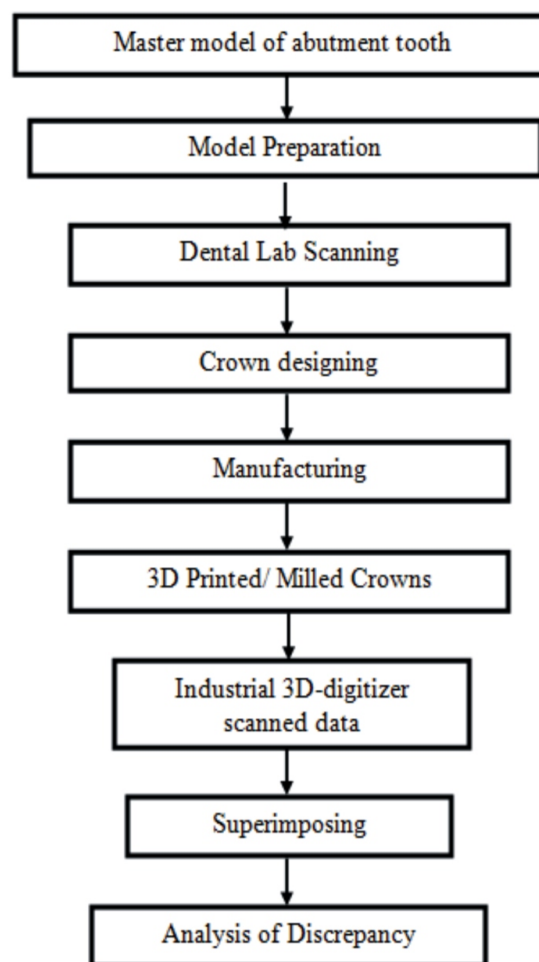 Master model of abutment tooth
Model Preparation
Dental Lab Scanning
Crown designing
Manufacturing
3D Printed/ Milled Crowns
Industrial 3D-digitizer
scanned data
Superimposing
Analysis of Discrepancy